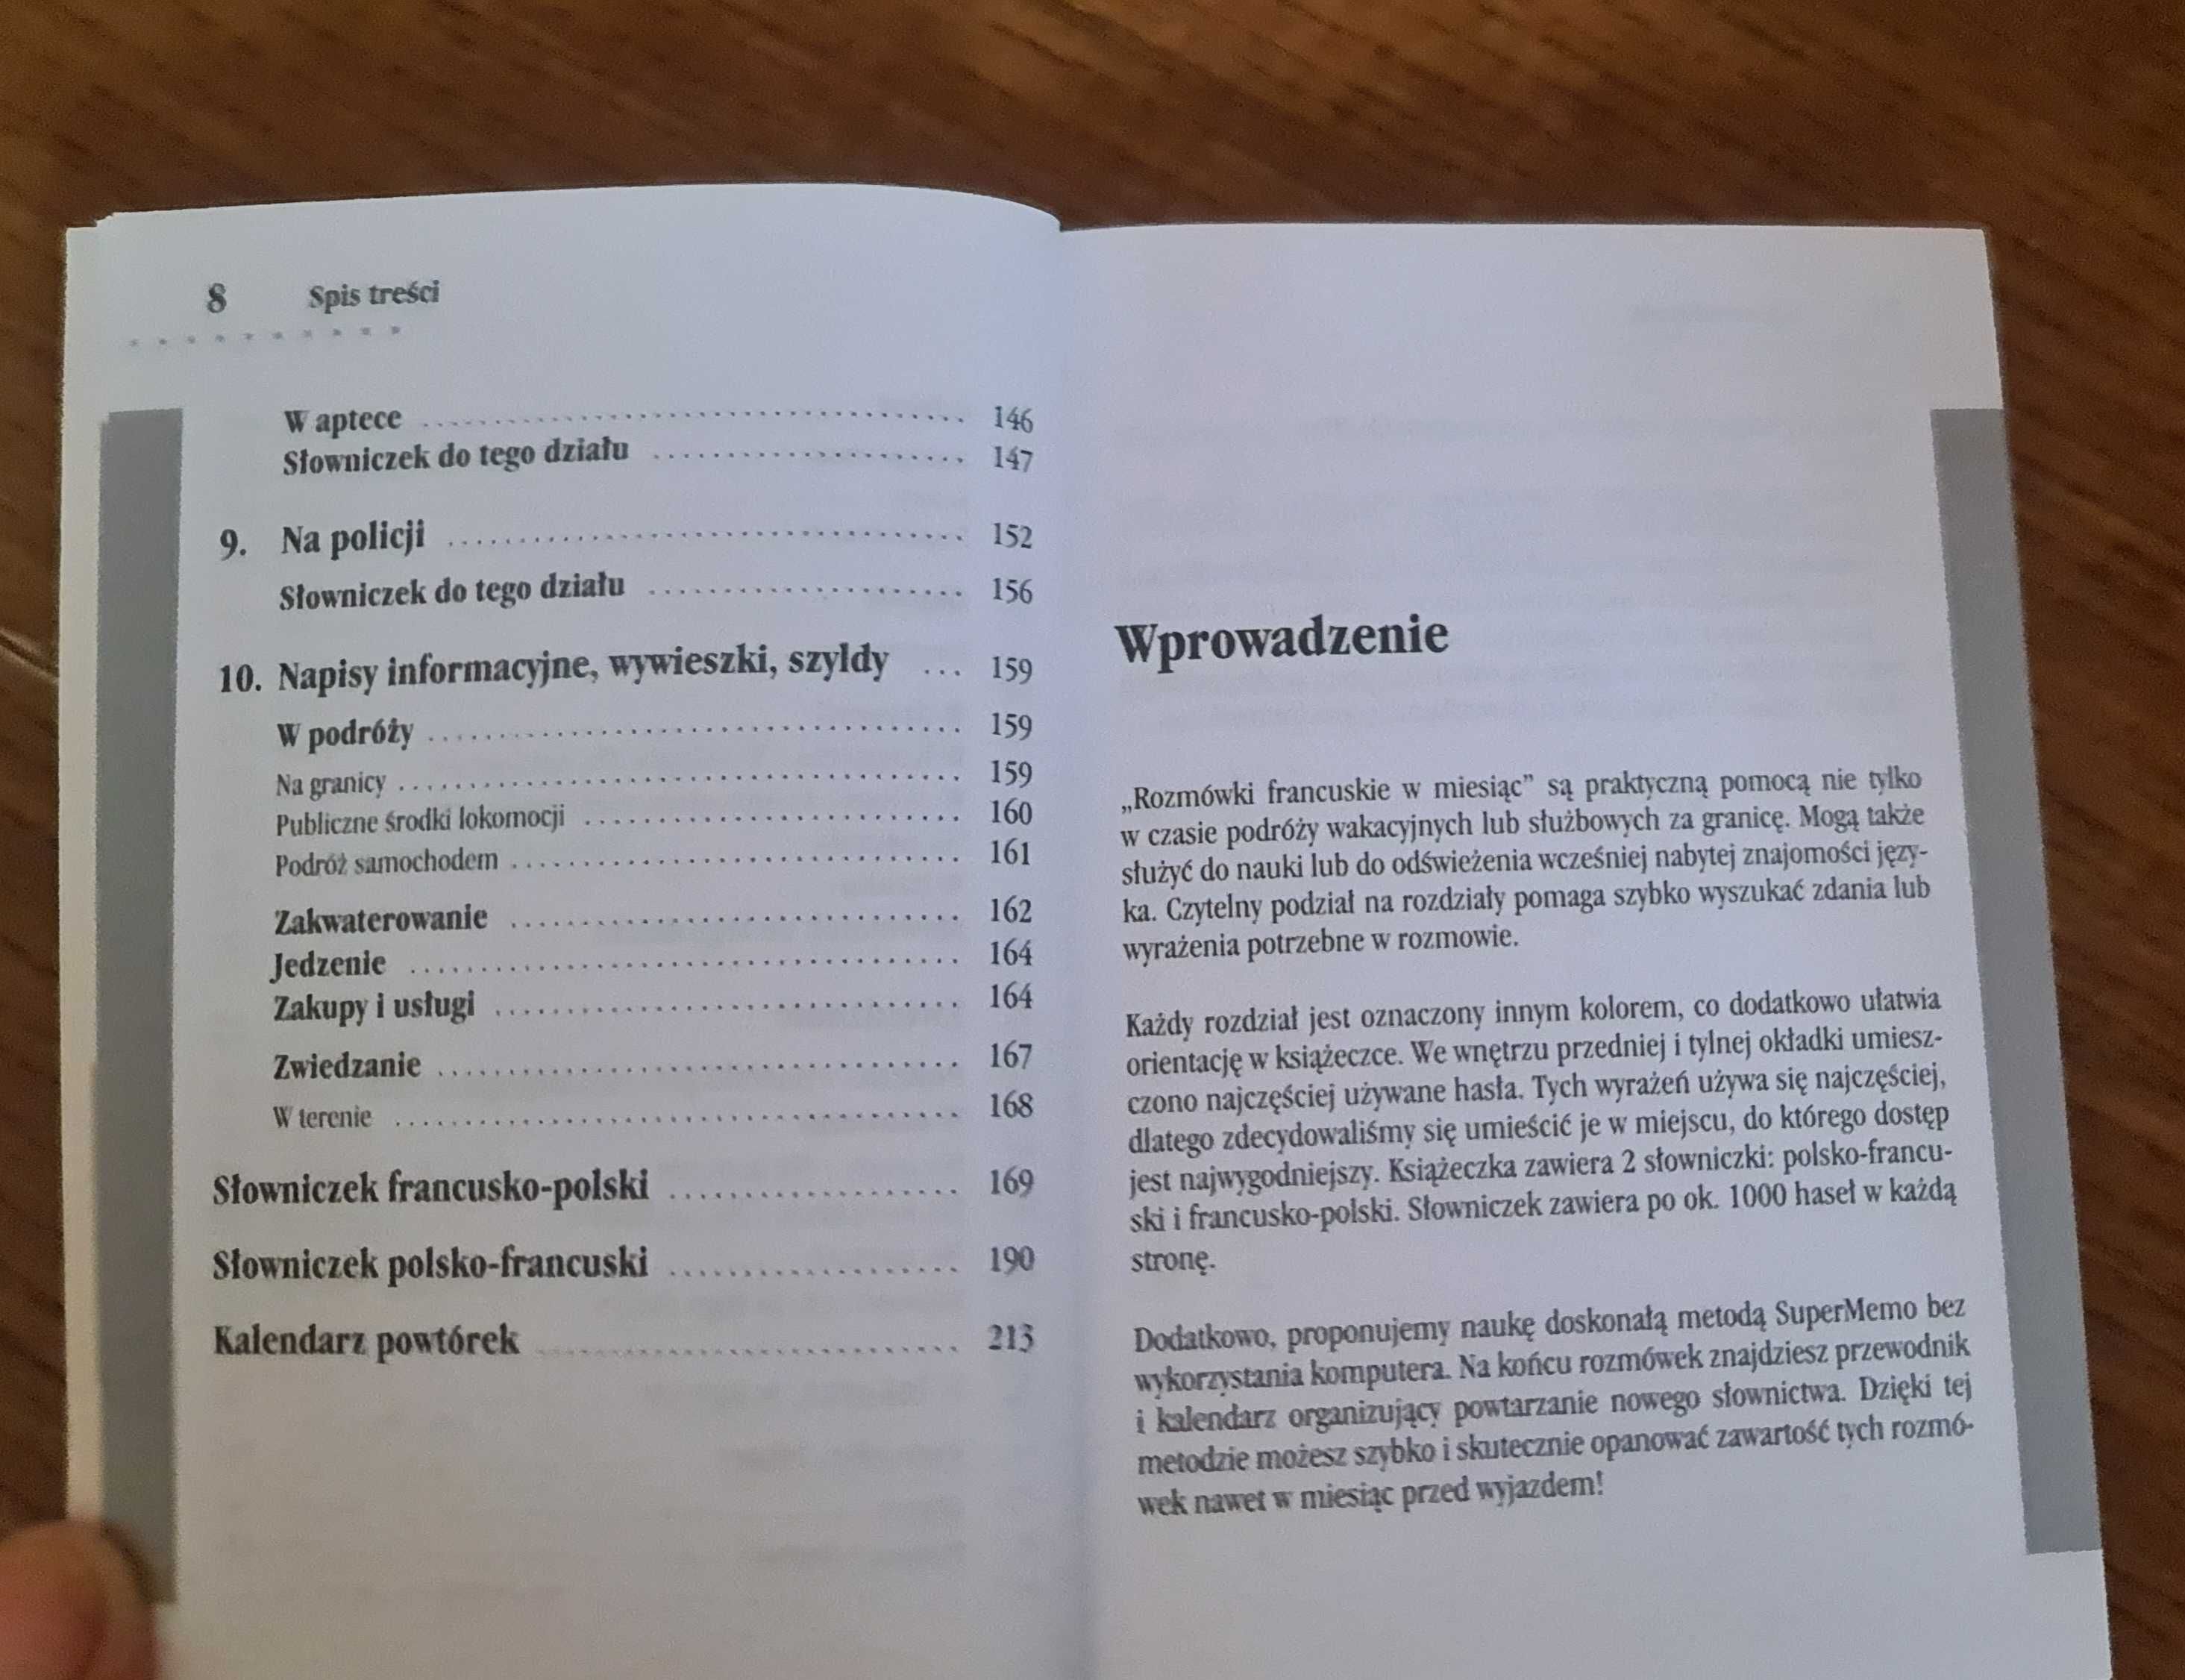 8 Spis treści
W aptece 146
Słowniczek do tego działu 147
9. Na policji 152
Słowniczek do tego działu 156
10. Napisy informacyjne, wywieszki, szyldy 159
W podróży 159
Na granicy 159
Publiczne środki lokomocji 160
Podróż samochodem 161
Zakwaterowanie 162
Jedzenie 164
Zakupy i usługi 164
Zwiedzanie 167
W terenie 168
Słowniczek francusko-polski 169
Słowniczek polsko-francuski 190
Kalendarz powtórek 213
Wprowadzenie
„Rozmówki francuskie w miesiąc” są praktyczną pomocą nie tylko
w czasie podróży wakacyjnych lub służbowych za granicę. Mogą także
służyć do nauki lub do odświeżenia wcześniej nabytej znajomości języ-
ka. Czytelny podział na rozdziały pomaga szybko wyszukać zdania lub
wyrażenia potrzebne w rozmowie.
Każdy rozdział jest oznaczony innym kolorem, co dodatkowo ułatwia
orientację w książeczce. We wnętrzu przedniej i tylnej okładki umiesz-
czono najczęściej używane hasła. Tych wyrażeń używa się najczęściej,
dlatego zdecydowaliśmy się umieścić je w miejscu, do którego dostęp
jest najwygodniejszy. Książeczka zawiera 2 słowniczki: polsko-francu-
ski i francusko-polski. Słowniczek zawiera po ok. 1000 haseł w każdą
stronę.
Dodatkowo, proponujemy naukę doskonałą metodą SuperMemo bez
wykorzystania komputera. Na końcu rozmówek znajdziesz przewodnik
i kalendarz organizujący powtarzanie nowego słownictwa. Dzięki tej
metodzie możesz szybko i skutecznie opanować zawartość tych rozmó-
wek nawet w miesiąc przed wyjazdem!